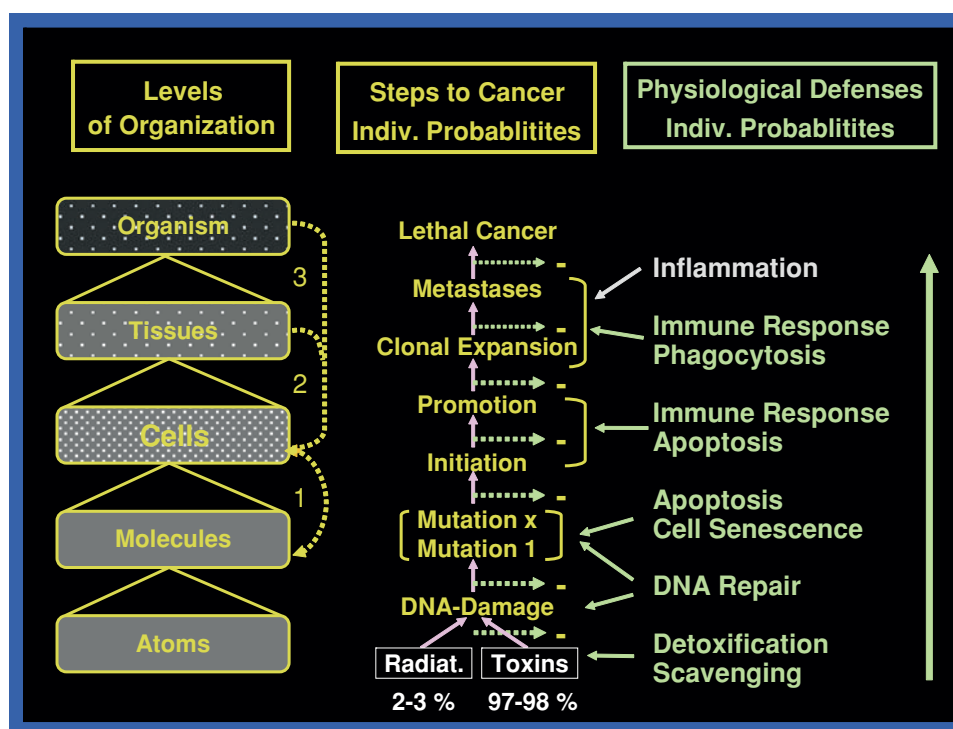 Levels
of Organization
Steps to Cancer
Indiv. Probablitites
Physiological Defenses
Indiv. Probablitites
Organism
Tissues
Cells
Molecules
Atoms
3
2
1
Lethal Cancer
Metastases
Clonal Expansion
Promotion
Initiation
Mutation x
Mutation 1
DNA-Damage
Radiat.
Toxins
2-3 %
97-98 %
-
-
-
-
-
-
-
Inflammation
Immune Response
Phagocytosis
Immune Response
Apoptosis
Apoptosis
Cell Senescence
DNA Repair
Detoxification
Scavenging